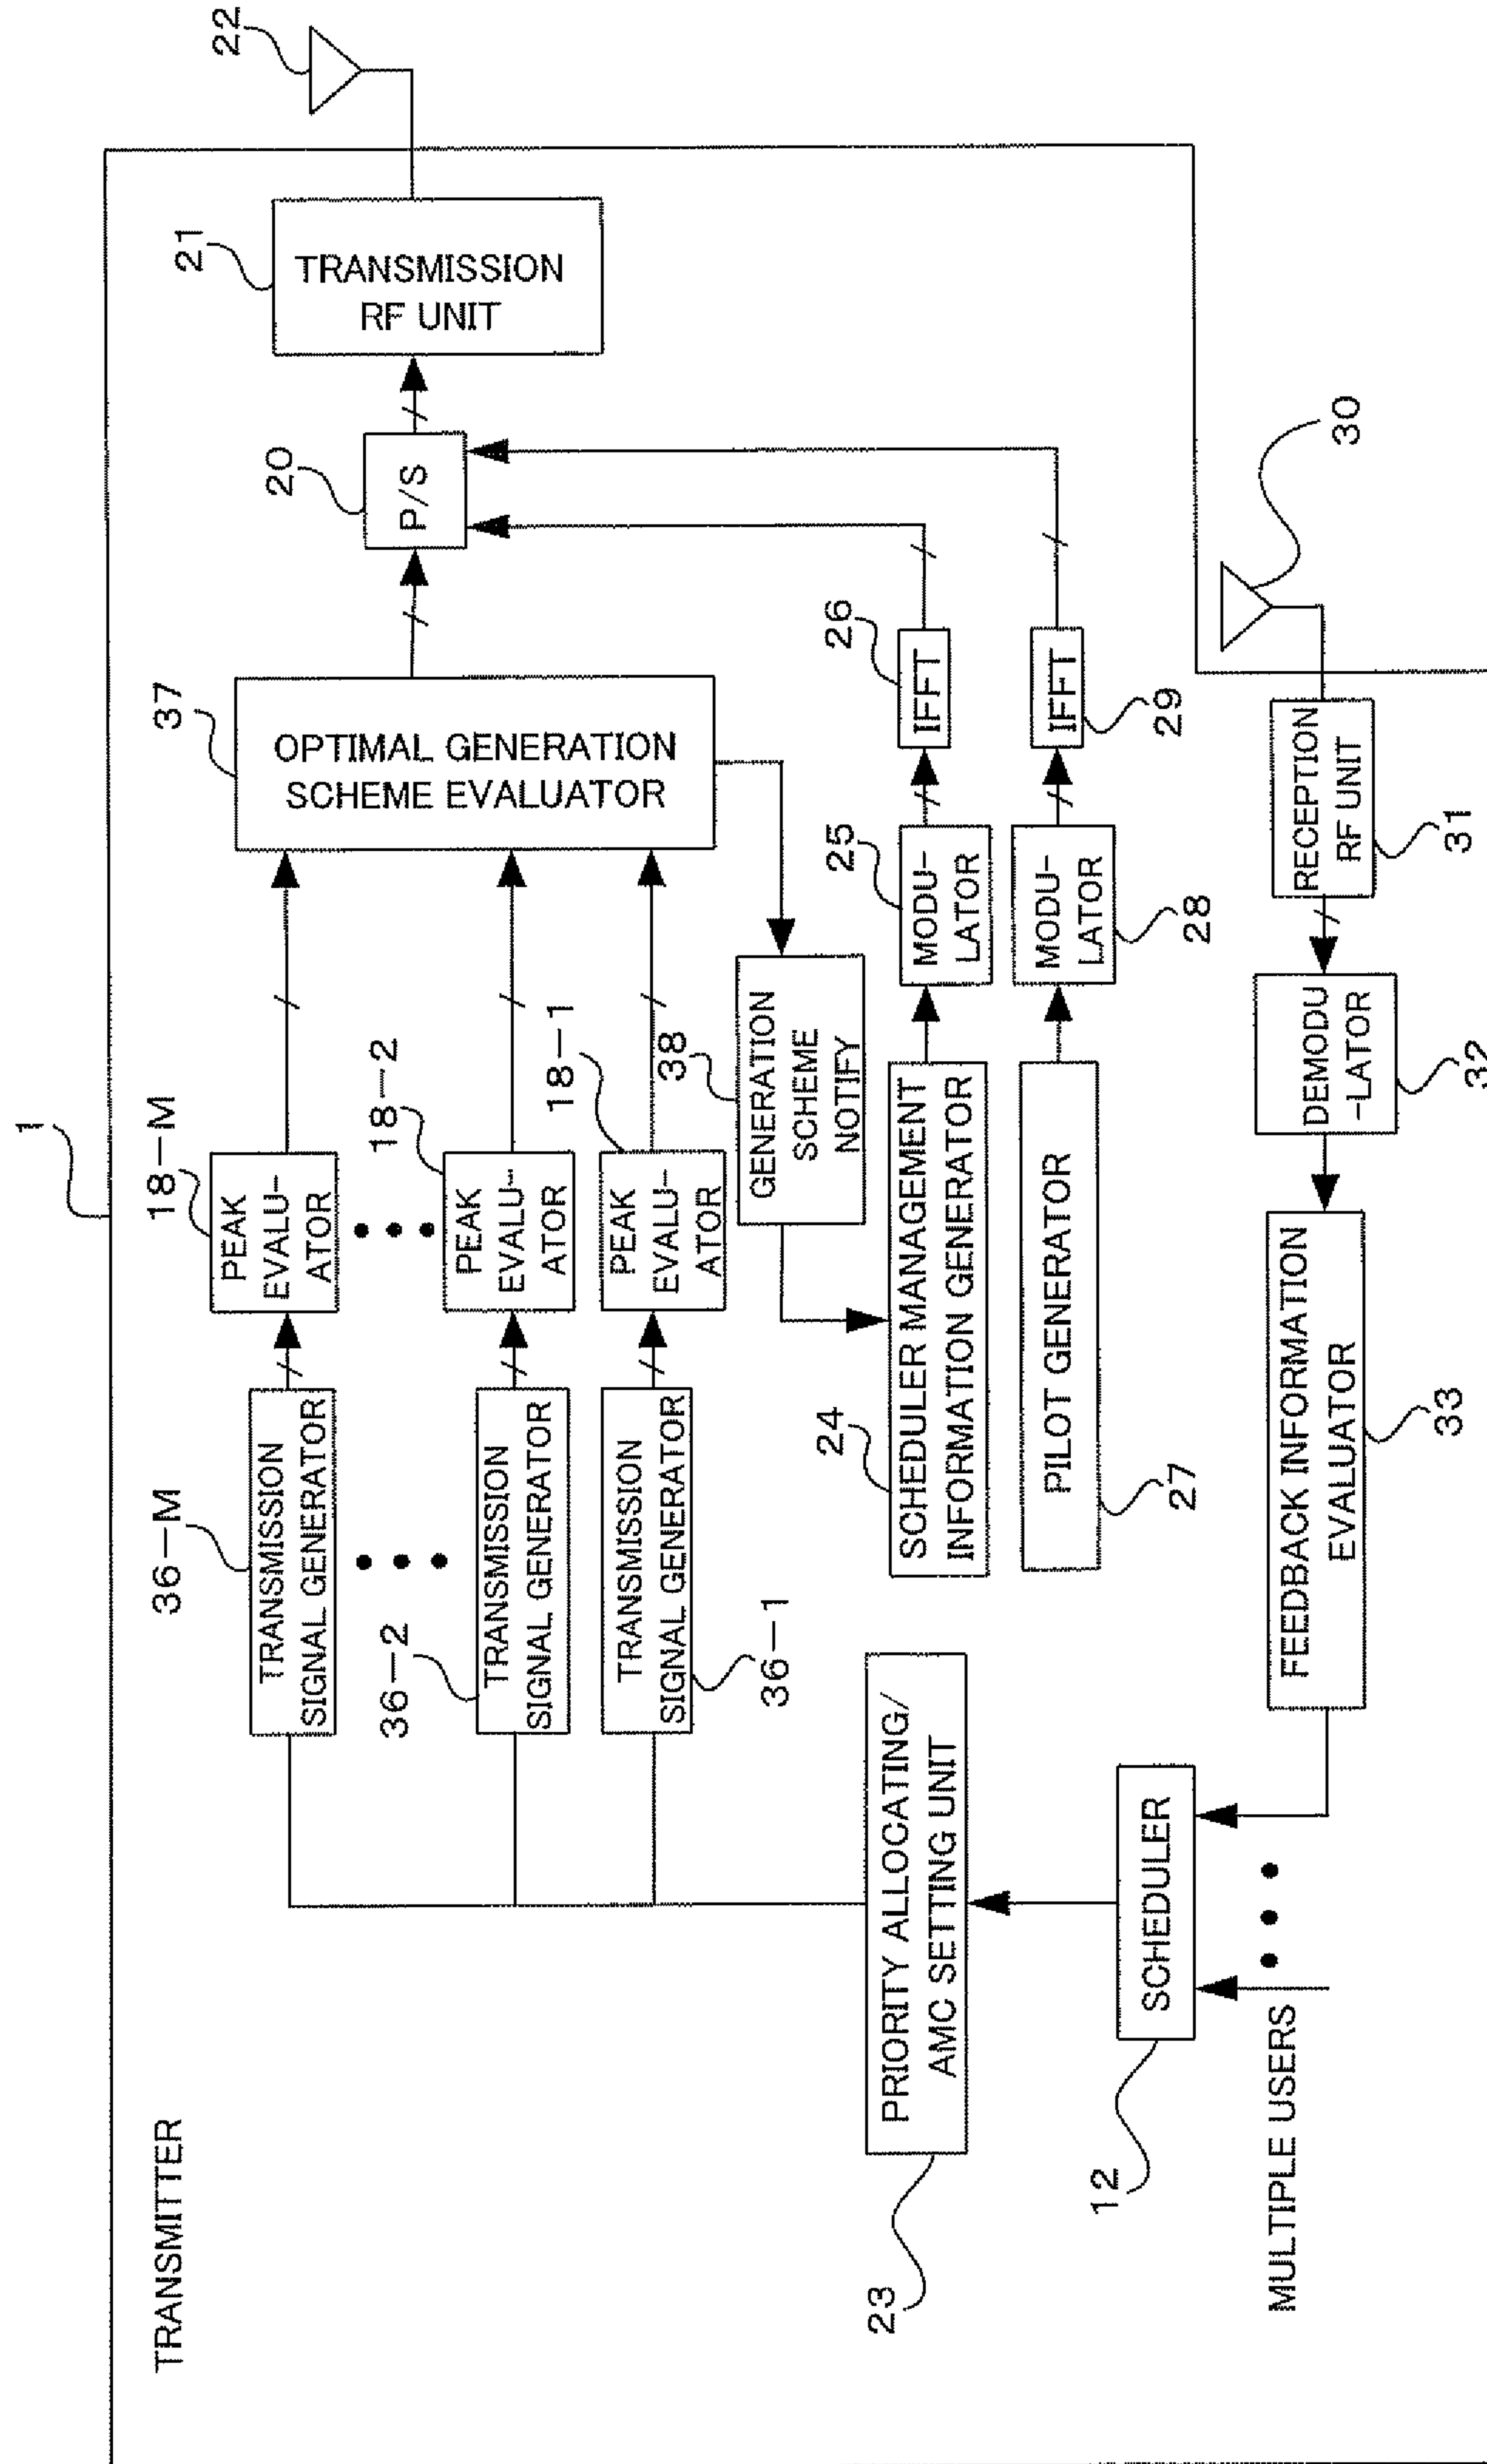 TRANSMITTER
1
36-M
TRANSMISSION
SIGNAL GENERATOR
18-M
PEAK
EVALU-
ATOR
36-2
TRANSMISSION
SIGNAL GENERATOR
18-2
PEAK
EVALU-
ATOR
TRANSMISSION
SIGNAL GENERATOR
36-1
18-1
PEAK
EVALU-
ATOR
37
OPTIMAL GENERATION
SCHEME EVALUATOR
20
P/S
21
TRANSMISSION
RF UNIT
22
38
GENERATION
SCHEME
NOTIFY
23
PRIORITY ALLOCATING/
AMC SETTING UNIT
24
SCHEDULER MANAGEMENT
INFORMATION GENERATOR
25
MODU-
LATOR
26
IFFT
PILOT GENERATOR
27
MODU-
LATOR
28
IFFT
29
12
SCHEDULER
MULTIPLE USERS
FEEDBACK INFORMATION
EVALUATOR
33
DEMODU
-LATOR
32
RECEPTION
RF UNIT
31
30